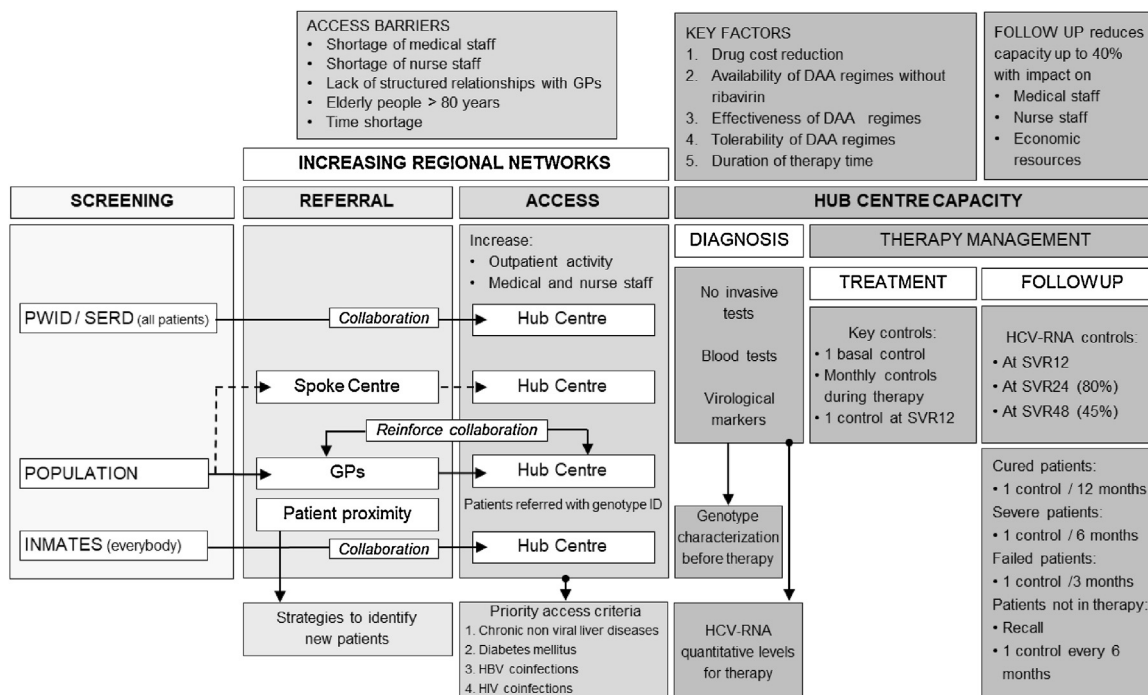 ACCESS BARRIERS
• Shortage of medical staff
• Shortage of nurse staff
• Lack of structured relationships with GPs
• Elderly people > 80 years
• Time shortage
KEY FACTORS
1. Drug cost reduction
2. Availability of DAA regimes without
ribavirin
3. Effectiveness of DAA regimes
4. Tolerability of DAA regimes
5. Duration of therapy time
FOLLOW UP reduces
capacity up to 40%
with impact on
• Medical staff
• Nurse staff
• Economic
resources
INCREASING REGIONAL NETWORKS
SCREENING
REFERRAL
ACCESS
HUB CENTRE CAPACITY
PWID / SERD (all patients)
POPULATION
INMATES (everybody)
Collaboration
Spoke Centre
Reinforce collaboration
GPs
Patient proximity
Collaboration
Strategies to identify
new patients
Increase:
• Outpatient activity
• Medical and nurse staff
Hub Centre
Hub Centre
Hub Centre
Patients referred with genotype ID
Hub Centre
Priority access criteria
1. Chronic non viral liver diseases
2. Diabetes mellitus
3. HBV coinfections
4. HIV coinfections
DIAGNOSIS
No invasive
tests
Blood tests
Virological
markers
Genotype
characterization
before therapy
HCV-RNA
quantitative levels
for therapy
THERAPY MANAGEMENT
TREATMENT
Key controls:
• 1 basal control
• Monthly controls
during therapy
• 1 control at SVR12
FOLLOW UP
HCV-RNA controls:
• At SVR12
• At SVR24 (80%)
• At SVR48 (45%)
Cured patients:
• 1 control / 12 months
Severe patients:
• 1 control / 6 months
Failed patients:
• 1 control /3 months
Patients not in therapy:
• Recall
• 1 control every 6
months